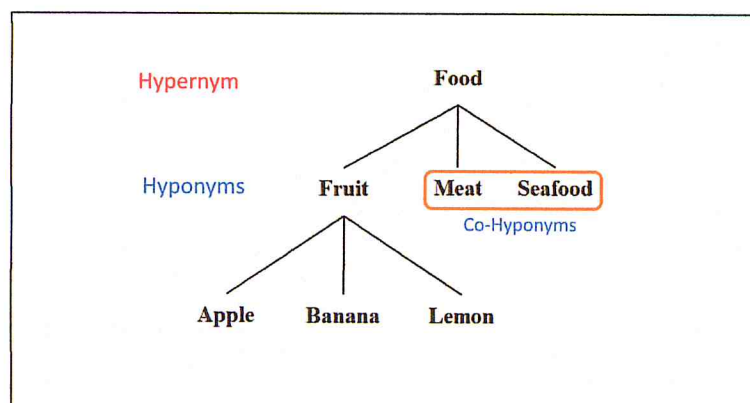 Hypernym Food
Hyponyms Fruit Meat Seafood
Co-Hyponyms
Apple Banana Lemon